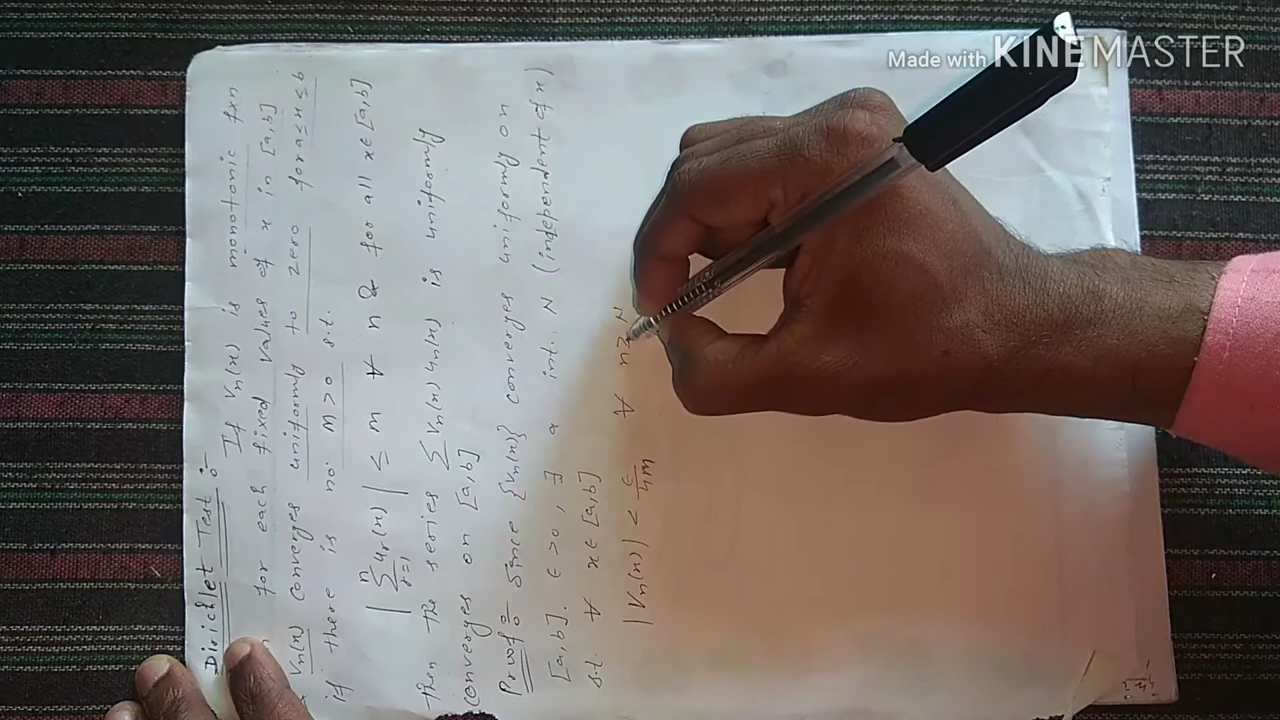 Made with KINEMASTER
Dirichlet Test :
If Vn(x) is monotonic fxn
for each fixed values of x in [a,b]
Vn(x) converges uniformly to zero for a ≤ x ≤ b
if there is no. M > 0 s.t.
| n∑r=1 ur(x) | ≤ M ∀ n & for all x∈[a,b]
then the series ∑ Vn(x) un(x) is uniformly
converges on [a,b]
Proof : Since {Vn(x)} converges uniformly on
[a,b]. ∈ > 0, ∃ a int. N (independent of x)
s.t. ∀ x∈[a,b]
|Vn(x)| < ∈/4M ∀ n≥N